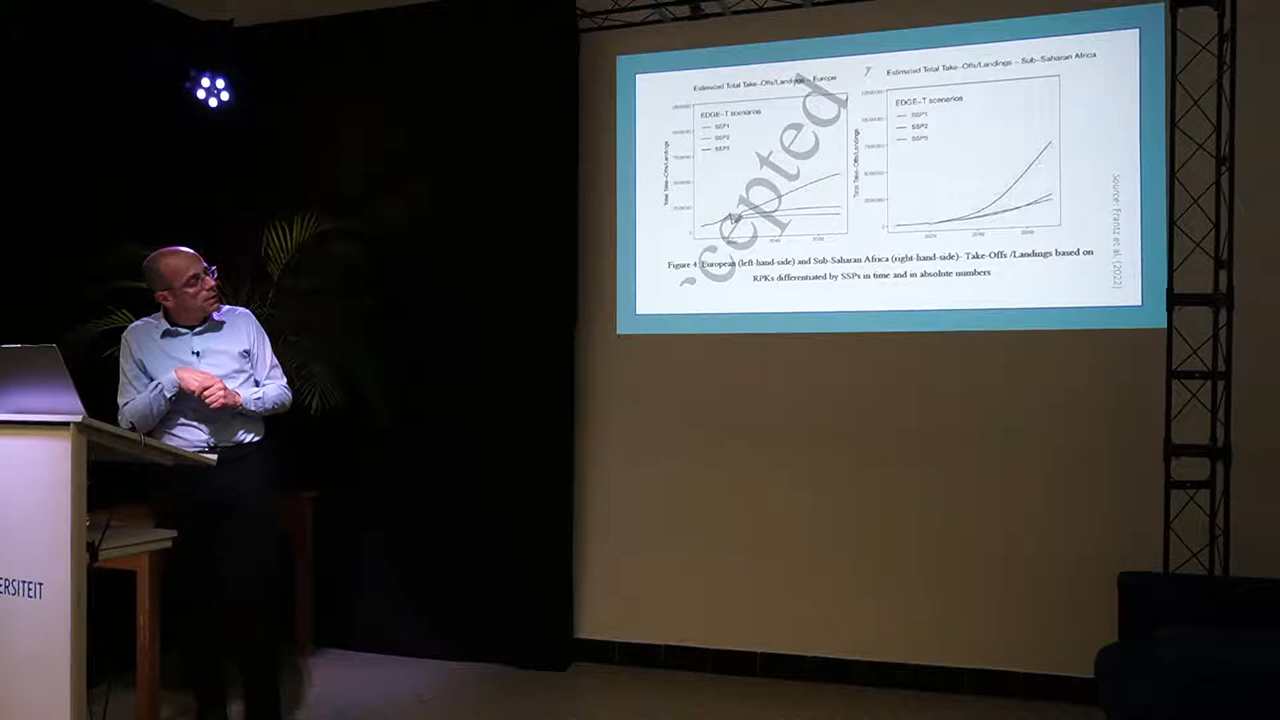 Estimated Total Take-Offs/Landings - Europe
EDGE-T scenarios
SSP1
SSP2
SSP5
Total Take-Offs/Landings
Estimated Total Take-Offs/Landings - Sub-Saharan Africa
EDGE-T scenarios
SSP1
SSP2
SSP5
Total Take-Offs/Landings
cepted
Figure 4: European (left-hand-side) and Sub-Saharan Africa (right-hand-side)- Take-Offs /Landings based on
RPKs differentiated by SSPs in time and in absolute numbers
Source: Frantz et al. (2022)
ERSITEIT